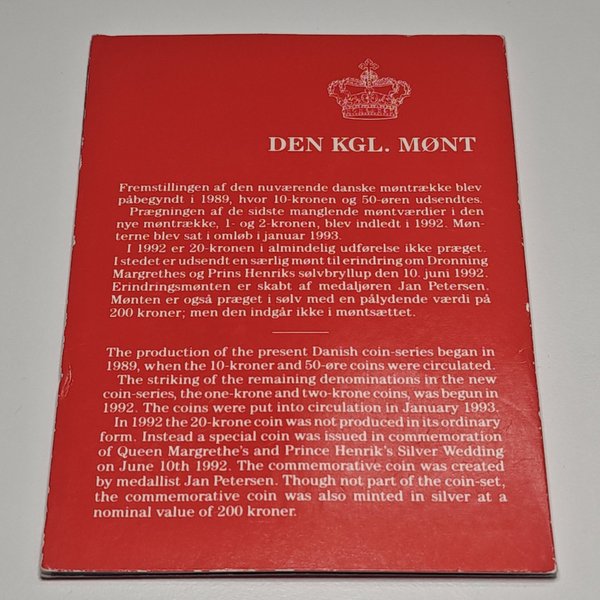 DEN KGL. MØNT
Fremstillingen af den nuværende danske møntrække blev
påbegyndt i 1989, hvor 10-kronen og 50-øren udsendtes.
Prægningen af de sidste manglende møntværdier i den
nye møntrække, 1- og 2-kronen, blev indledt i 1992. Møn-
terne blev sat i omløb i januar 1993.
I 1992 er 20-kronen i almindelig udførelse ikke præget.
I stedet er udsendt en særlig mønt til erindring om Dronning
Margrethes og Prins Henriks sølvbryllup den 10. juni 1992.
Erindringsmønten er skabt af medaljøren Jan Petersen.
Mønten er også præget i sølv med en pålydende værdi på
200 kroner; men den indgår ikke i møntsættet.
The production of the present Danish coin-series began in
1989, when the 10-kroner and 50-øre coins were circulated.
The striking of the remaining denominations in the new
coin-series, the one-krone and two-krone coins, was begun in
1992. The coins were put into circulation in January 1993.
In 1992 the 20-krone coin was not produced in its ordinary
form. Instead a special coin was issued in commemoration
of Queen Margrethe's and Prince Henrik's Silver Wedding
on June 10th 1992. The commemorative coin was created
by medallist Jan Petersen. Though not part of the coin-set,
the commemorative coin was also minted in silver at a
nominal value of 200 kroner.